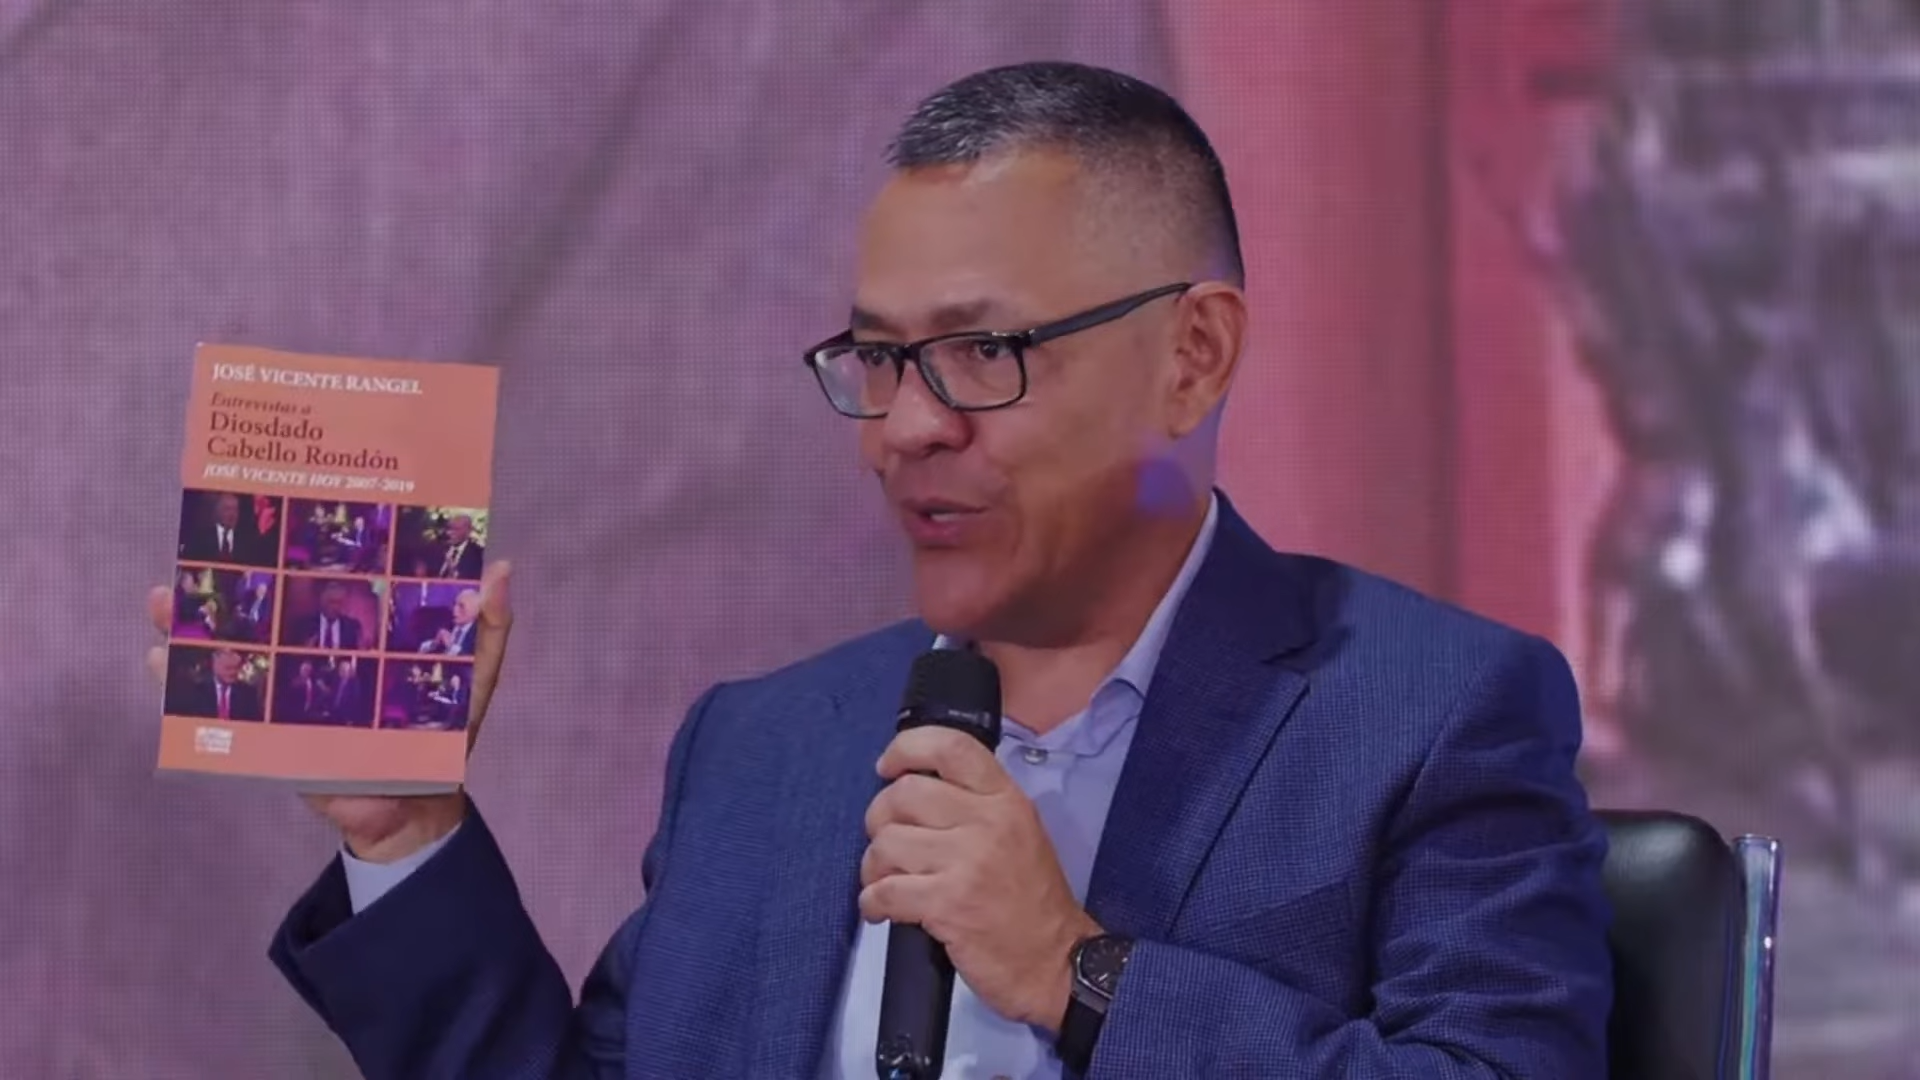 JOSÉ VICENTE RANGEL
Entrevistas a
Diosdado
Cabello Rondón
JOSÉ VICENTE HOY 2007-2019